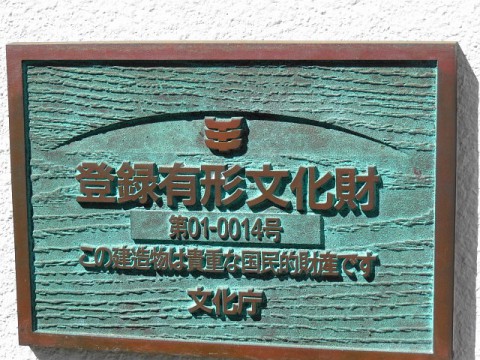 登録有形文化財
第01-0014号
この建造物は貴重な国民的財産です
文化庁